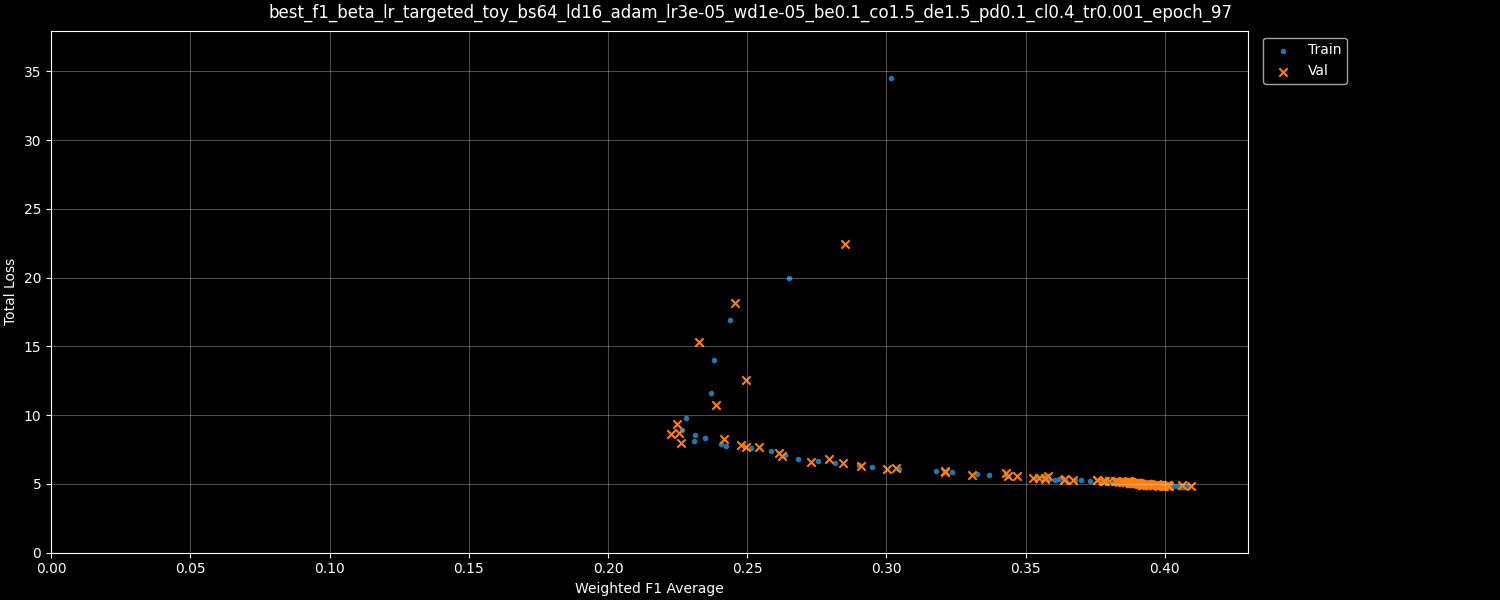 best_f1_beta_lr_targeted_toy_bs64_ld16_adam_lr3e-05_wd1e-05_be0.1_co1.5_de1.5_pd0.1_cl0.4_tr0.001_epoch_97
Train
Val
35
30
25
20
15
10
5
0
Total Loss
0.00 0.05 0.10 0.15 0.20 0.25 0.30 0.35 0.40
Weighted F1 Average